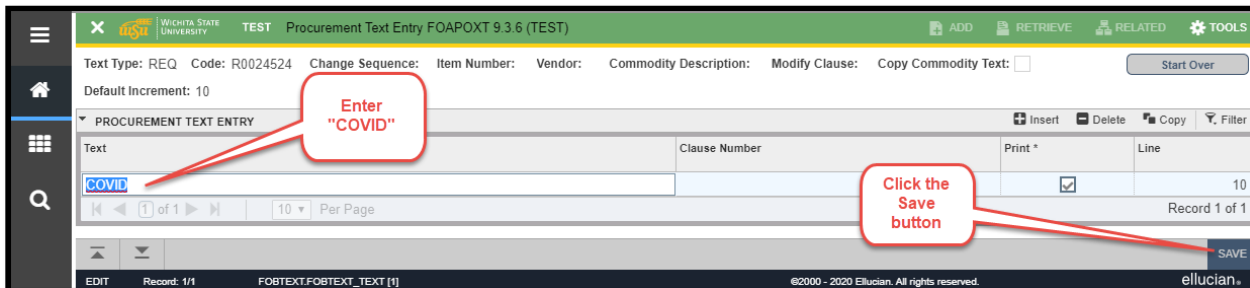 WICHITA STATE
UNIVERSITY
TEST Procurement Text Entry FOAPOXT 9.3.6 (TEST) ADD RETRIEVE RELATED TOOLS
Text Type: REQ Code: R0024524 Change Sequence: Item Number: Vendor: Commodity Description: Modify Clause: Copy Commodity Text: Start Over
Default Increment: 10
Enter
"COVID"
PROCUREMENT TEXT ENTRY Insert Delete Copy Filter
Text Clause Number Print * Line
COVID 10
1 of 1 10 Per Page Record 1 of 1
Click the
Save
button
SAVE
EDIT Record: 1/1 FOBTEXT.FOBTEXT_TEXT [1] ©2000 - 2020 Ellucian. All rights reserved. ellucian.